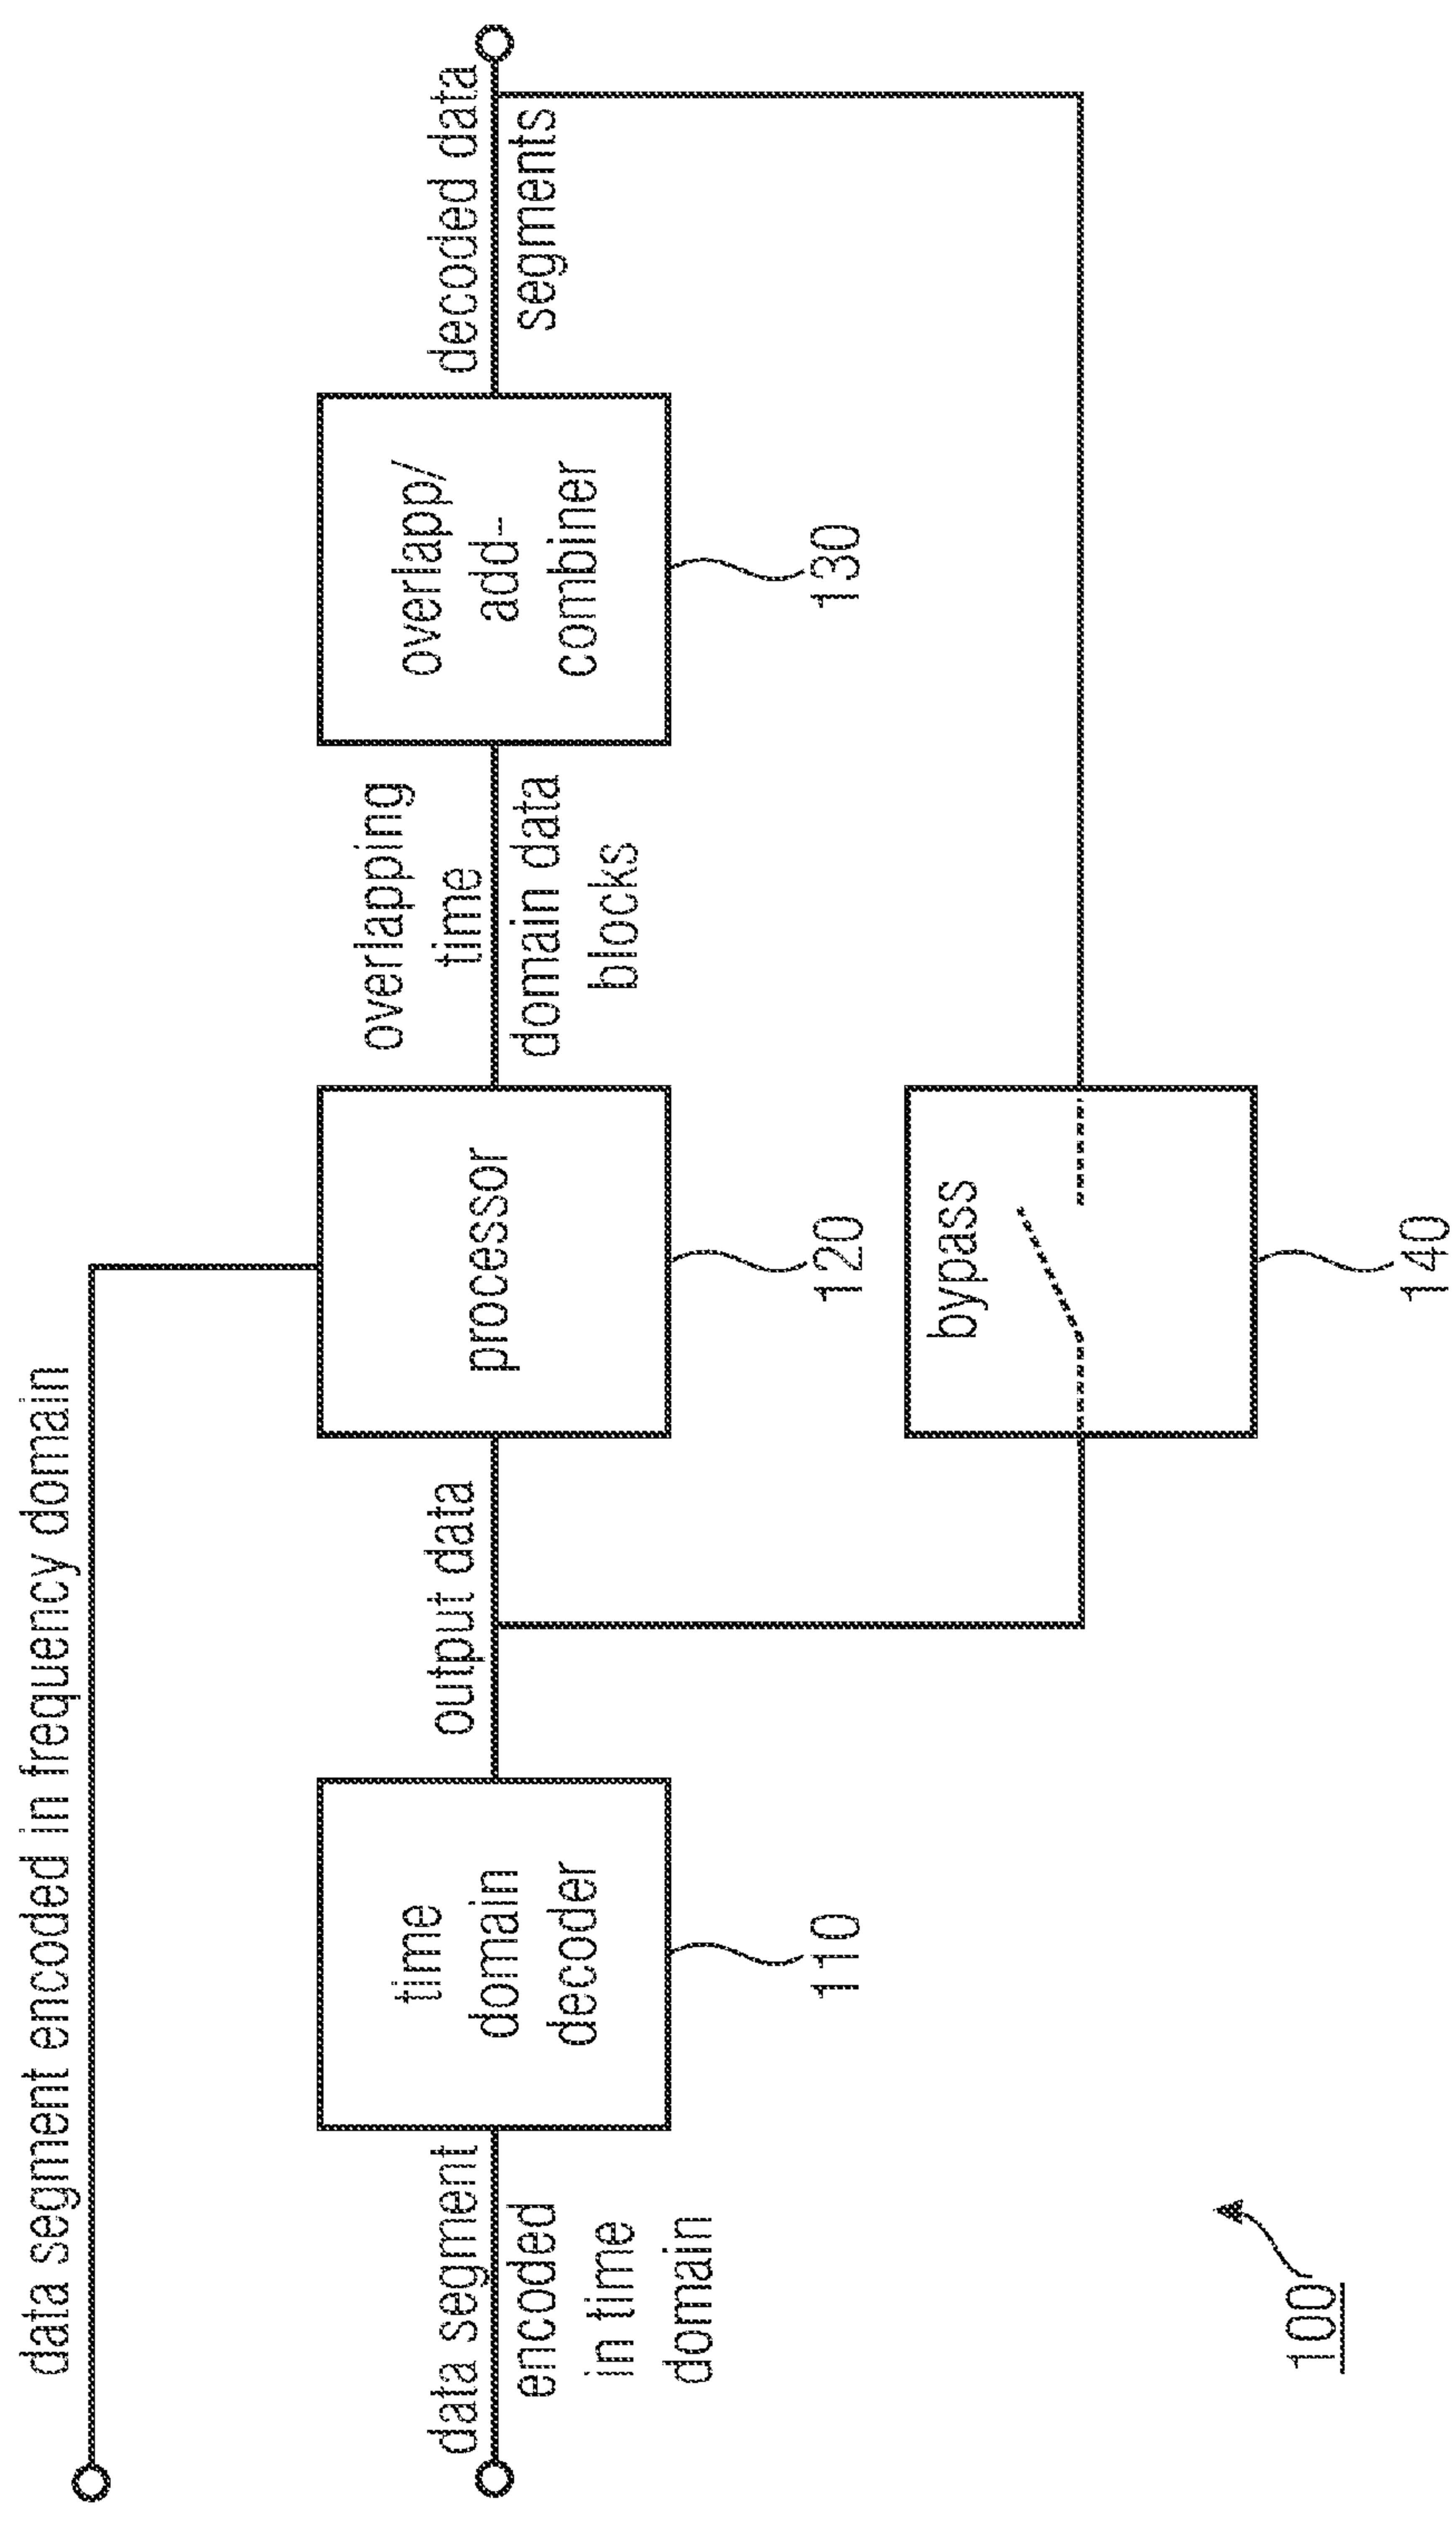 data segment encoded in frequency domain
data segment
encoded
in time
domain
time
domain
decoder
110
output data
processor
120
overlapping
time
domain data
blocks
overlapp/
add-
combiner
130
decoded data
segments
bypass
140
100